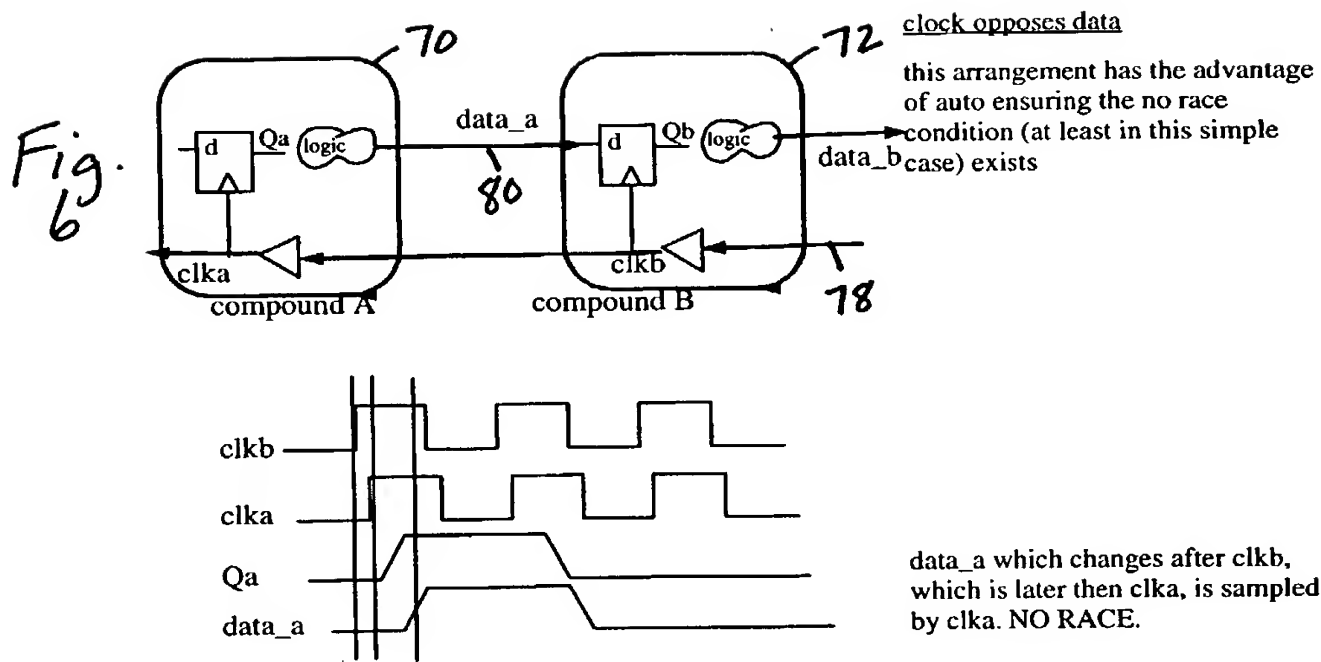 70
72
clock opposes data
this arrangement has the advantage
of auto ensuring the no race
condition (at least in this simple
case) exists
Fig.
6
d
Qa
logic
data_a
80
d
Qb
logic
data_b
clka
clkb
78
compound A
compound B
clkb
clka
Qa
data_a
data_a which changes after clkb,
which is later then clka, is sampled
by clka. NO RACE.